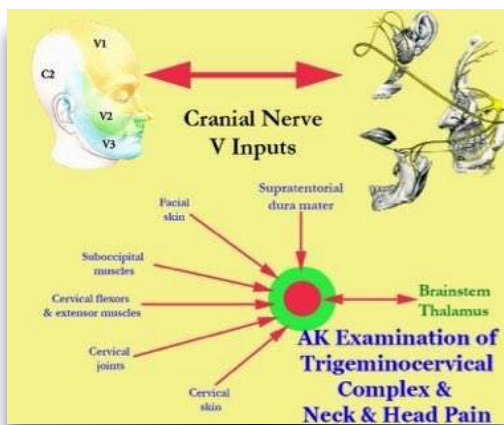 V1
C2
V2
V3
Cranial Nerve
V Inputs
Supratentorial
dura mater
Facial
skin
Suboccipital
muscles
Cervical flexors
& extensor muscles
Cervical
joints
Cervical
skin
Brainstem
Thalamus
AK Examination of
Trigeminocervical
Complex &
Neck & Head Pain